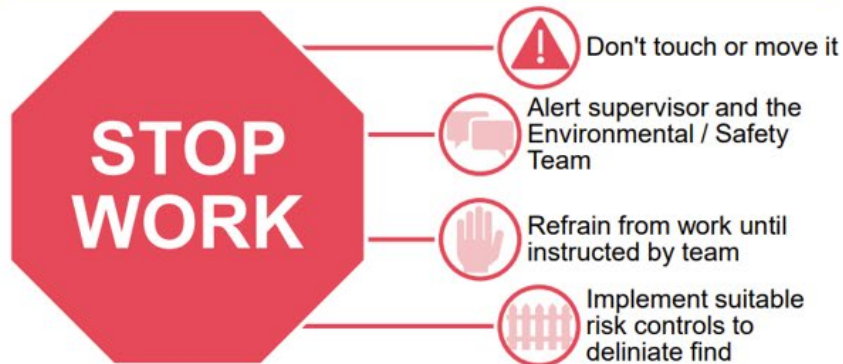 STOP
WORK
Don't touch or move it
Alert supervisor and the
Environmental / Safety
Team
Refrain from work until
instructed by team
Implement suitable
risk controls to
deliniate find